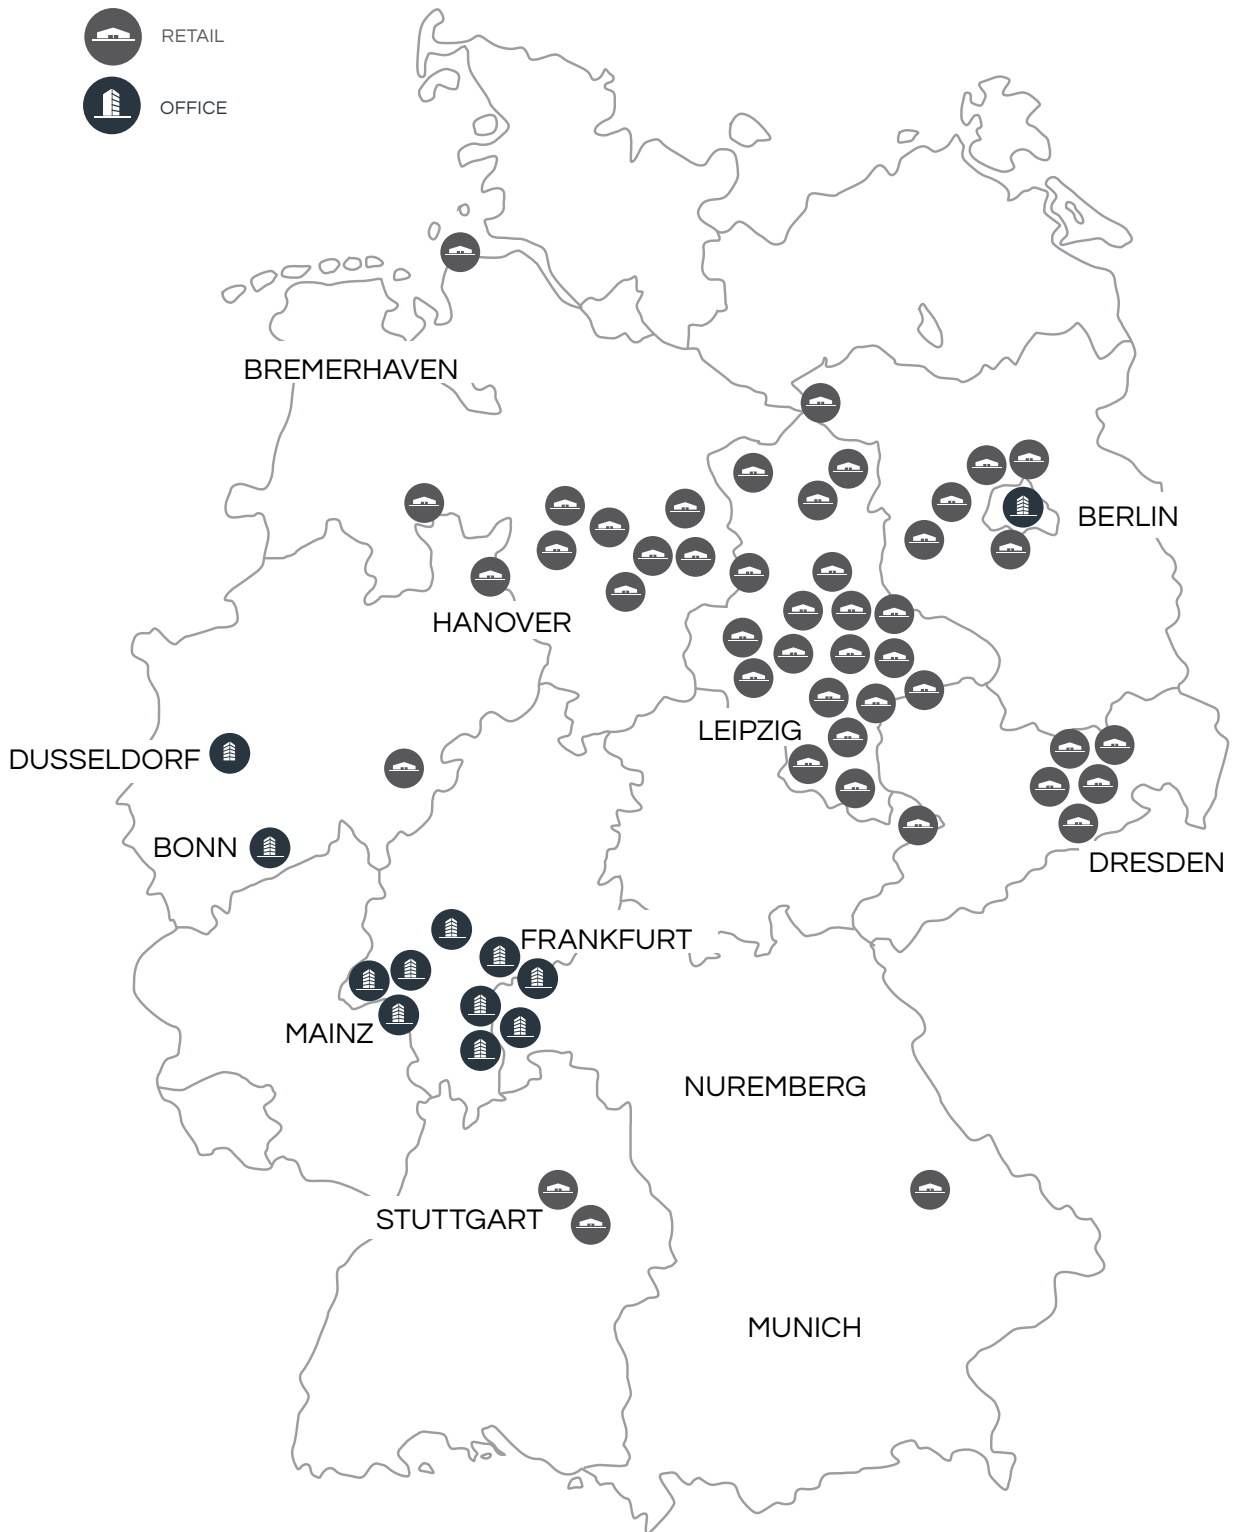 RETAIL
OFFICE
BREMERHAVEN
BERLIN
HANOVER
LEIPZIG
DUSSELDORF
BONN
DRESDEN
FRANKFURT
MAINZ
NUREMBERG
STUTTGART
MUNICH